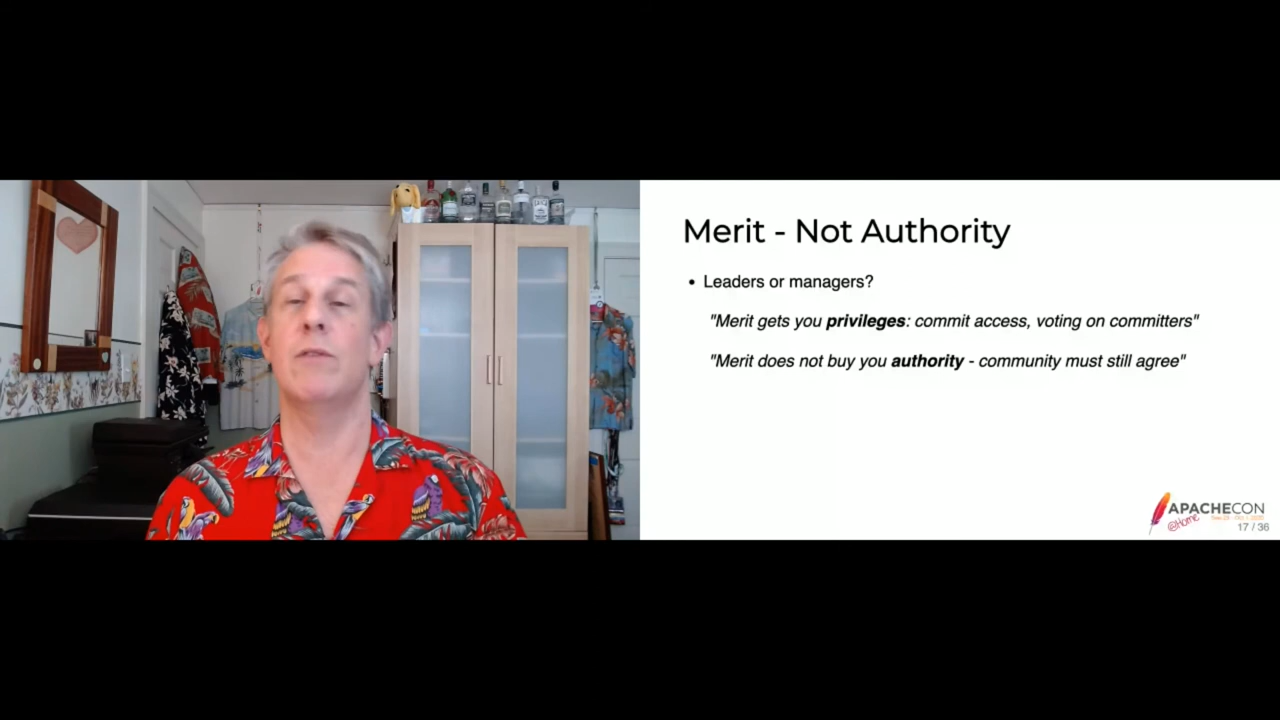 Merit - Not Authority
• Leaders or managers?
"Merit gets you privileges: commit access, voting on committers"
"Merit does not buy you authority - community must still agree"
APACHECON
@Home
17 / 36